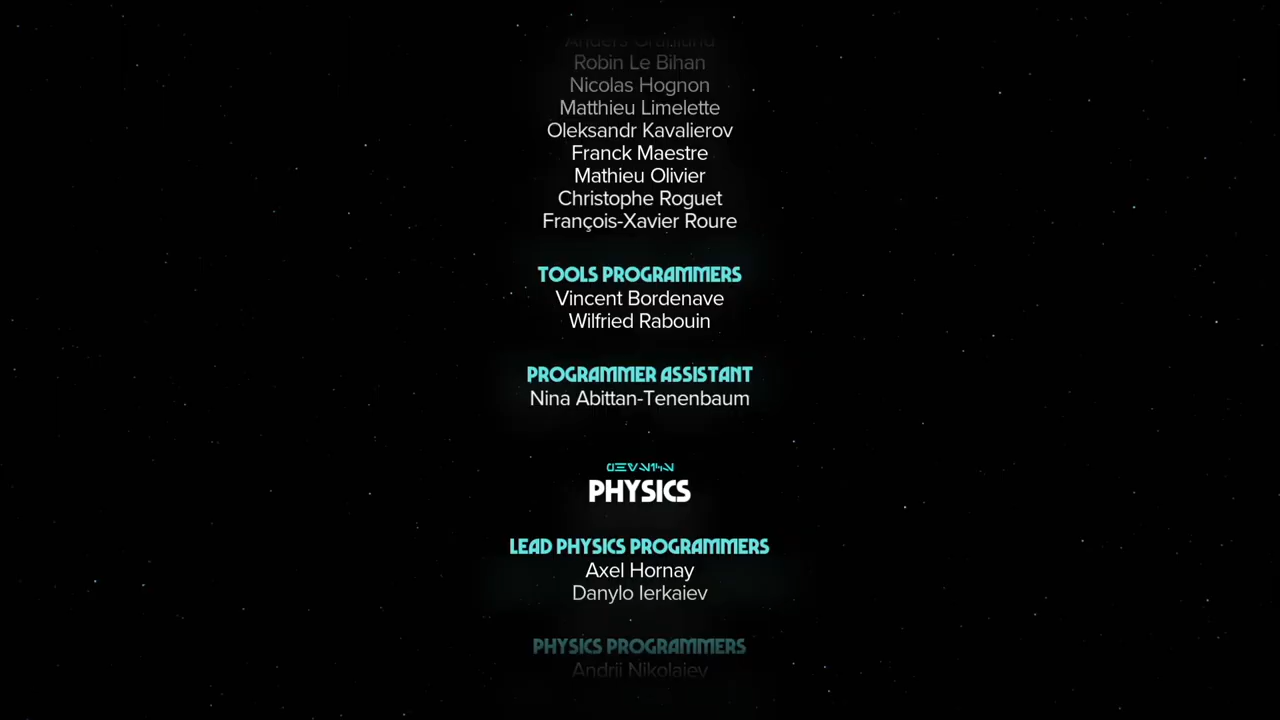 Robin Le Bihan
Nicolas Hognon
Matthieu Limelette
Oleksandr Kavalierov
Franck Maestre
Mathieu Olivier
Christophe Roguet
François-Xavier Roure
TOOLS PROGRAMMERS
Vincent Bordenave
Wilfried Rabouin
PROGRAMMER ASSISTANT
Nina Abittan-Tenenbaum
PHYSICS
LEAD PHYSICS PROGRAMMERS
Axel Hornay
Danylo Ierkaiev
PHYSICS PROGRAMMERS
Andrii Nikolaiev